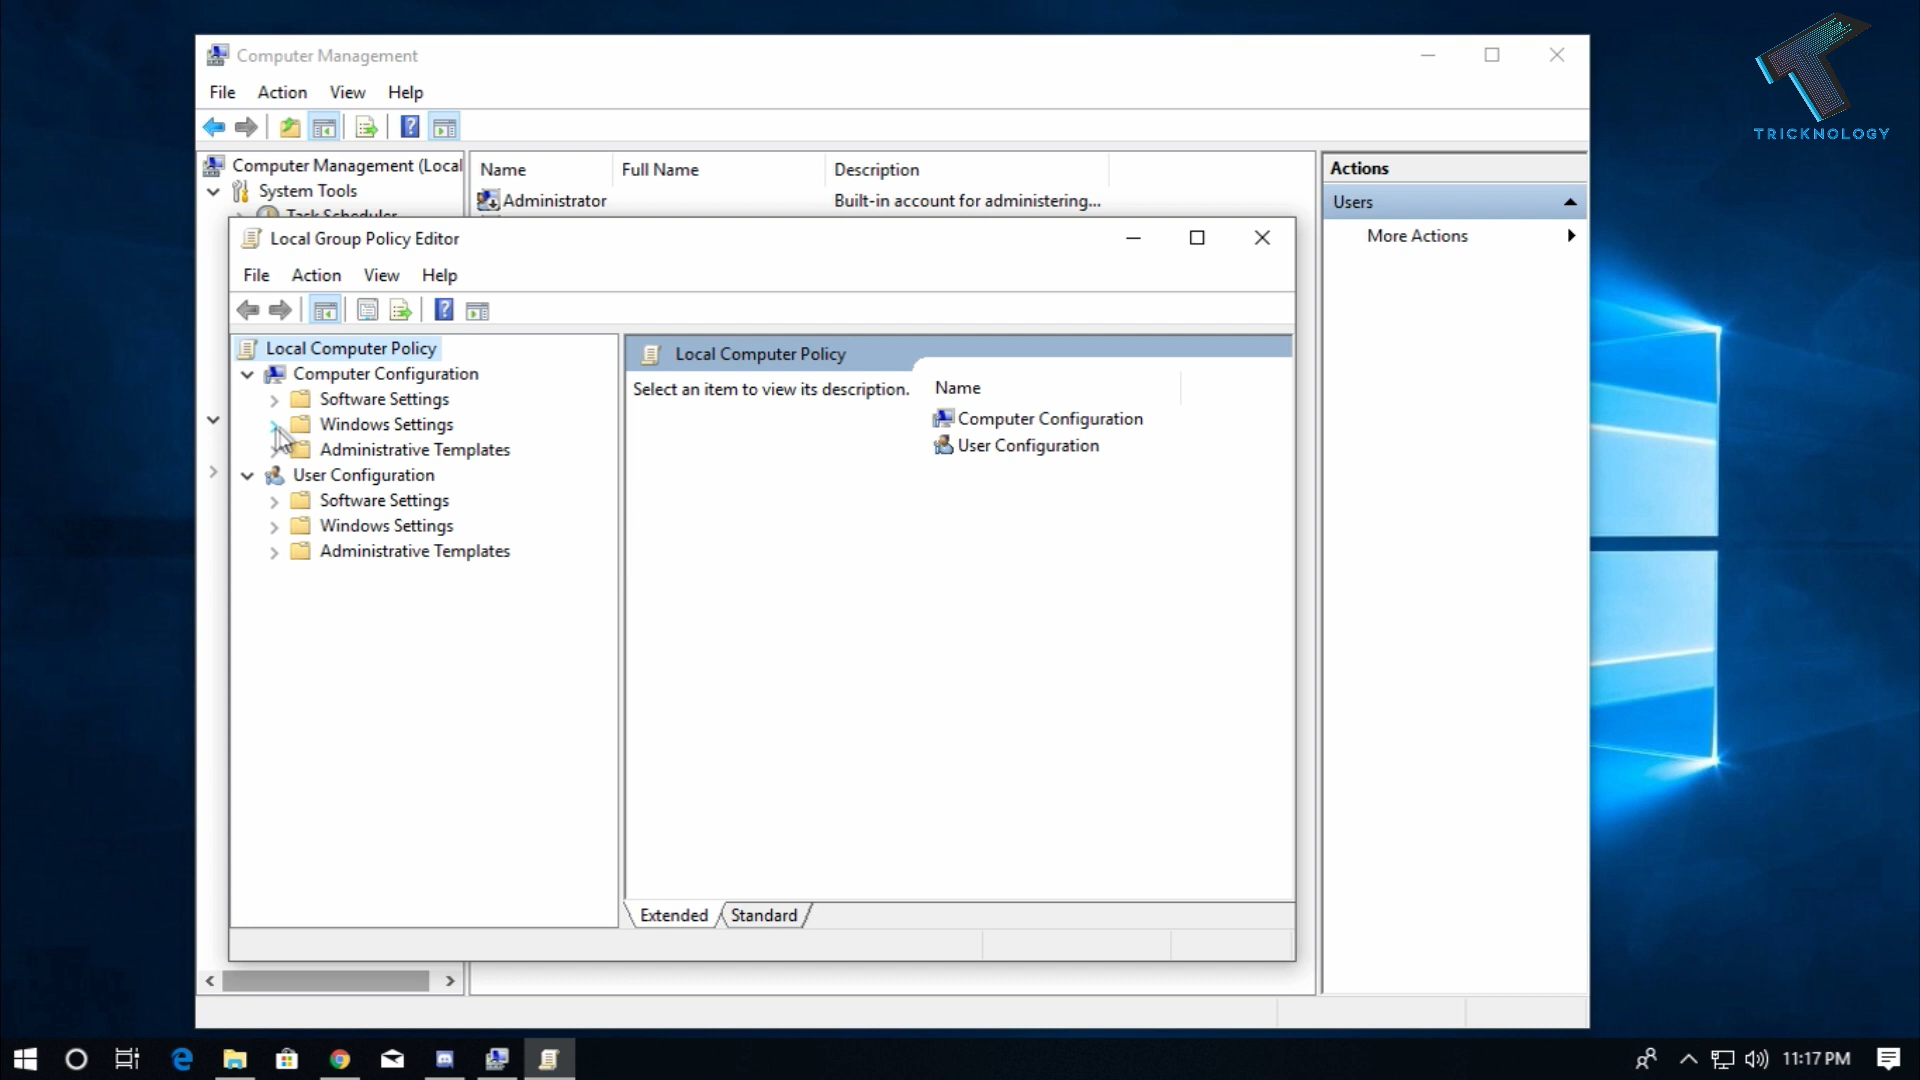 Computer Management
TRICKNOLOGY
File Action View Help
Computer Management (Local
System Tools
Task Scheduler
Name Full Name Description
Administrator Built-in account for administering...
Actions
Users
More Actions
Local Group Policy Editor
File Action View Help
Local Computer Policy
Computer Configuration
Software Settings
Windows Settings
Administrative Templates
User Configuration
Software Settings
Windows Settings
Administrative Templates
Local Computer Policy
Select an item to view its description.
Name
Computer Configuration
User Configuration
Extended Standard
11:17 PM